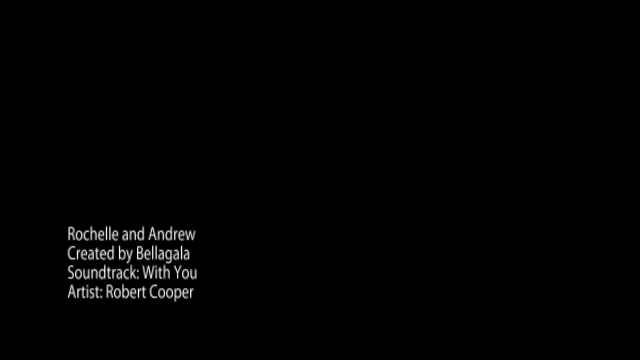 Rochelle and Andrew
Created by Bellagala
Soundtrack: With You
Artist: Robert Cooper